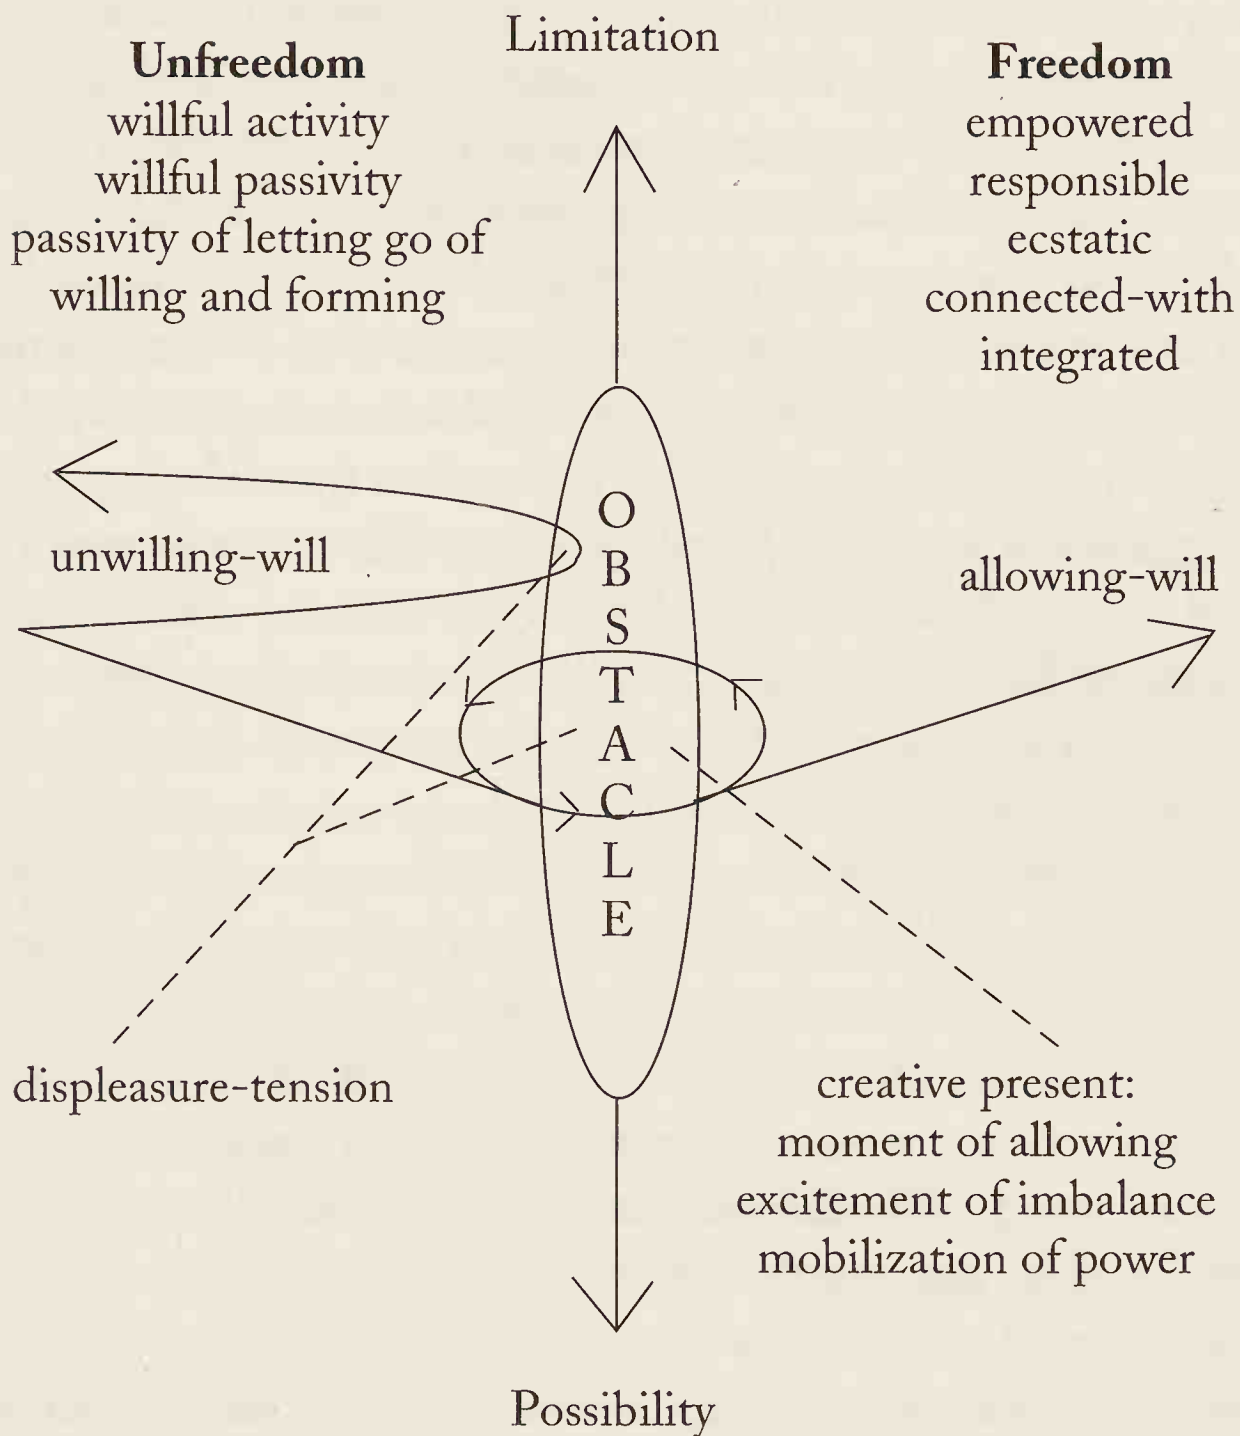 Limitation
Unfreedom
willful activity
willful passivity
passivity of letting go of
willing and forming
Freedom
empowered
responsible
ecstatic
connected-with
integrated
unwilling-will
OBSTACLE
allowing-will
displeasure-tension
creative present:
moment of allowing
excitement of imbalance
mobilization of power
Possibility